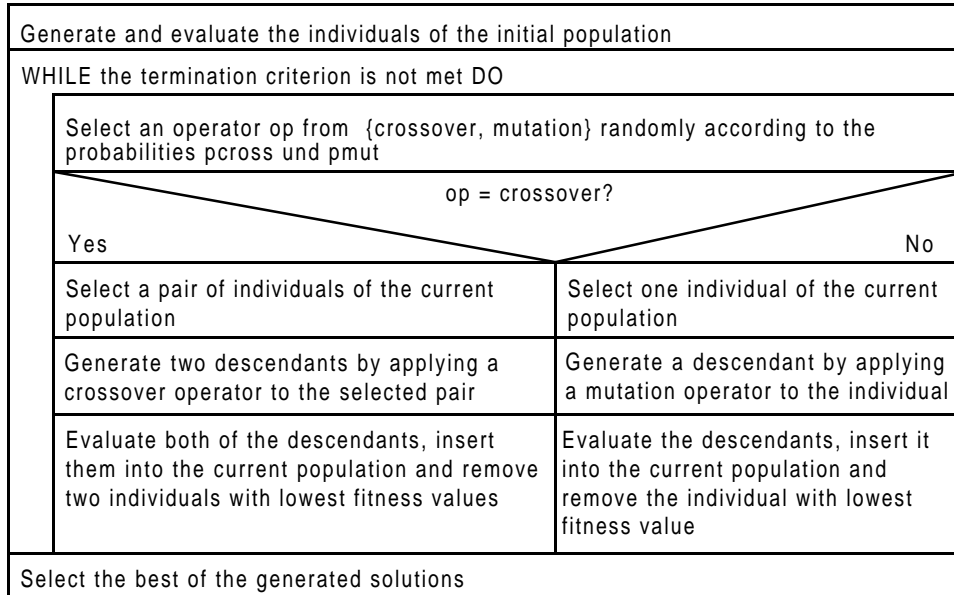 Generate and evaluate the individuals of the initial population
WHILE the termination criterion is not met DO
Select an operator op from {crossover, mutation} randomly according to the
probabilities pcross und pmut
op = crossover?
Yes
No
Select a pair of individuals of the current
population
Select one individual of the current
population
Generate two descendants by applying a
crossover operator to the selected pair
Generate a descendant by applying
a mutation operator to the individual
Evaluate both of the descendants, insert
them into the current population and remove
two individuals with lowest fitness values
Evaluate the descendants, insert it
into the current population and
remove the individual with lowest
fitness value
Select the best of the generated solutions